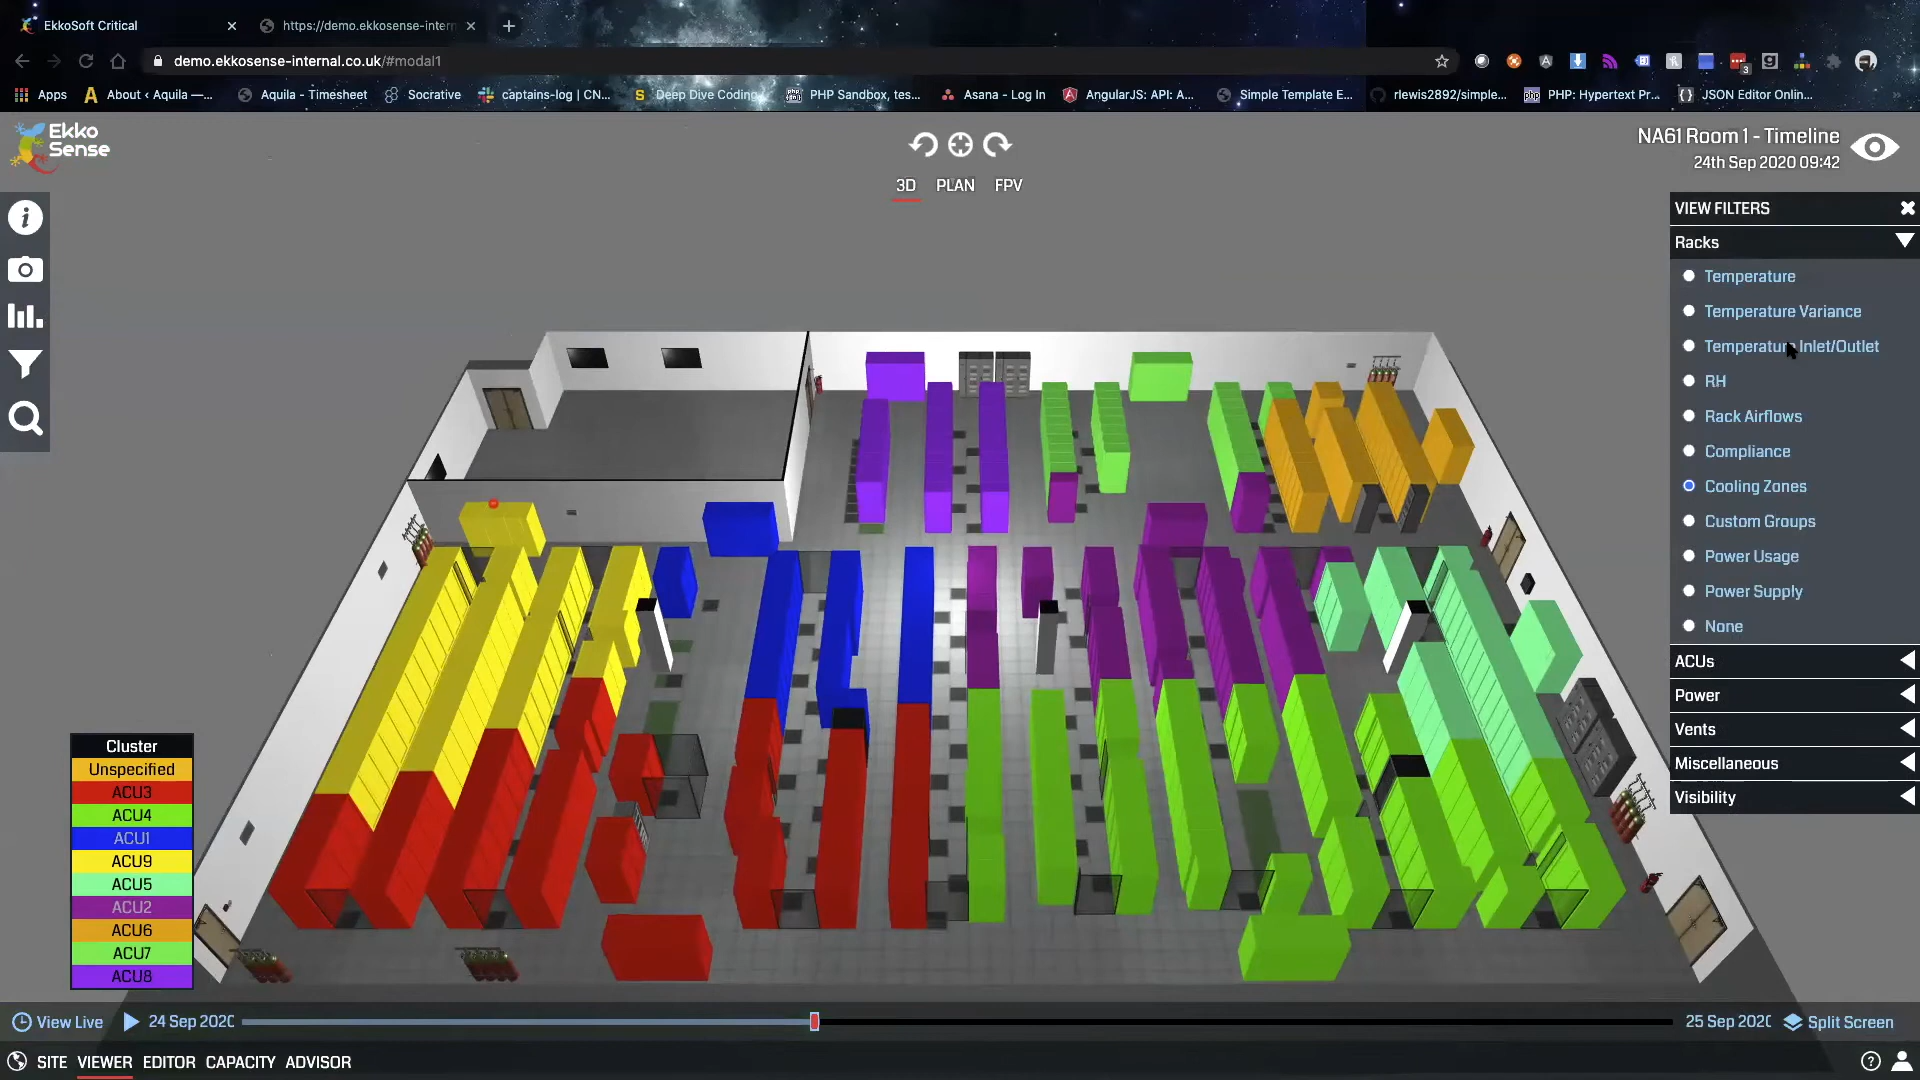 EkkoSoft Critical
https://demo.ekkosense-intern
demo.ekkosense-internal.co.uk/#modal1
Apps
About ‹ Aquila —...
Aquila - Timesheet
Socrative
captains-log | CN...
Deep Dive Coding
PHP Sandbox, tes...
Asana - Log In
AngularJS: API: A...
Simple Template E...
rlewis2892/simple...
PHP: Hypertext Pr...
JSON Editor Onlin...
Ekko
Sense
3D
PLAN
FPV
NA61 Room 1 - Timeline
24th Sep 2020 09:42
VIEW FILTERS
Racks
Temperature
Temperature Variance
Temperature Inlet/Outlet
RH
Rack Airflows
Compliance
Cooling Zones
Custom Groups
Power Usage
Power Supply
None
ACUs
Power
Vents
Miscellaneous
Visibility
Cluster
Unspecified
ACU3
ACU4
ACU1
ACU9
ACU5
ACU2
ACU6
ACU7
ACU8
View Live
24 Sep 2020
25 Sep 2020
Split Screen
SITE
VIEWER
EDITOR
CAPACITY
ADVISOR